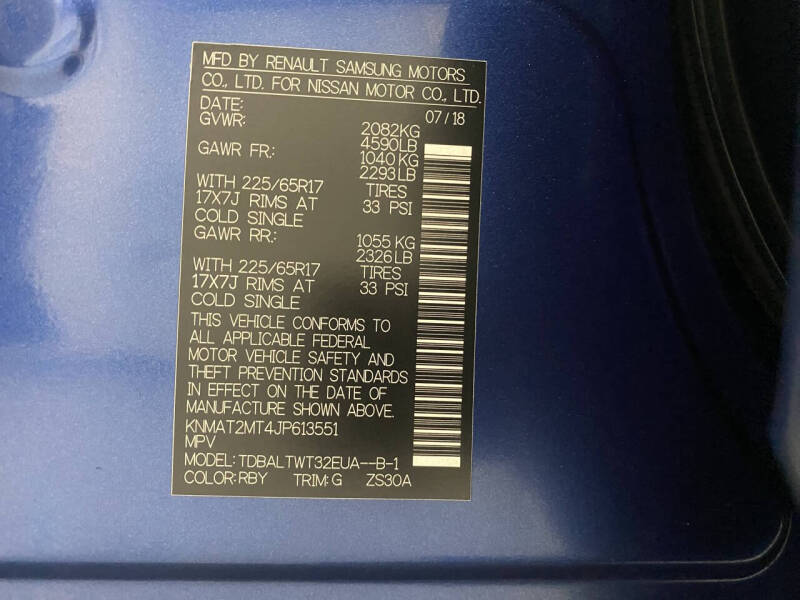 MFD BY RENAULT SAMSUNG MOTORS
CO., LTD. FOR NISSAN MOTOR CO., LTD.
DATE: 07/18
GVWR: 2082KG
4590LB
GAWR FR: 1040KG
2293LB
WITH 225/65R17 TIRES
17X7J RIMS AT 33 PSI
COLD SINGLE
GAWR RR: 1055KG
2326LB
WITH 225/65R17 TIRES
17X7J RIMS AT 33 PSI
COLD SINGLE
THIS VEHICLE CONFORMS TO
ALL APPLICABLE FEDERAL
MOTOR VEHICLE SAFETY AND
THEFT PREVENTION STANDARDS
IN EFFECT ON THE DATE OF
MANUFACTURE SHOWN ABOVE.
KNMAT2MT4JP613551
MPV
MODEL: TDBALTWT32EUA--B-1
COLOR: RBY TRIM: G ZS30A